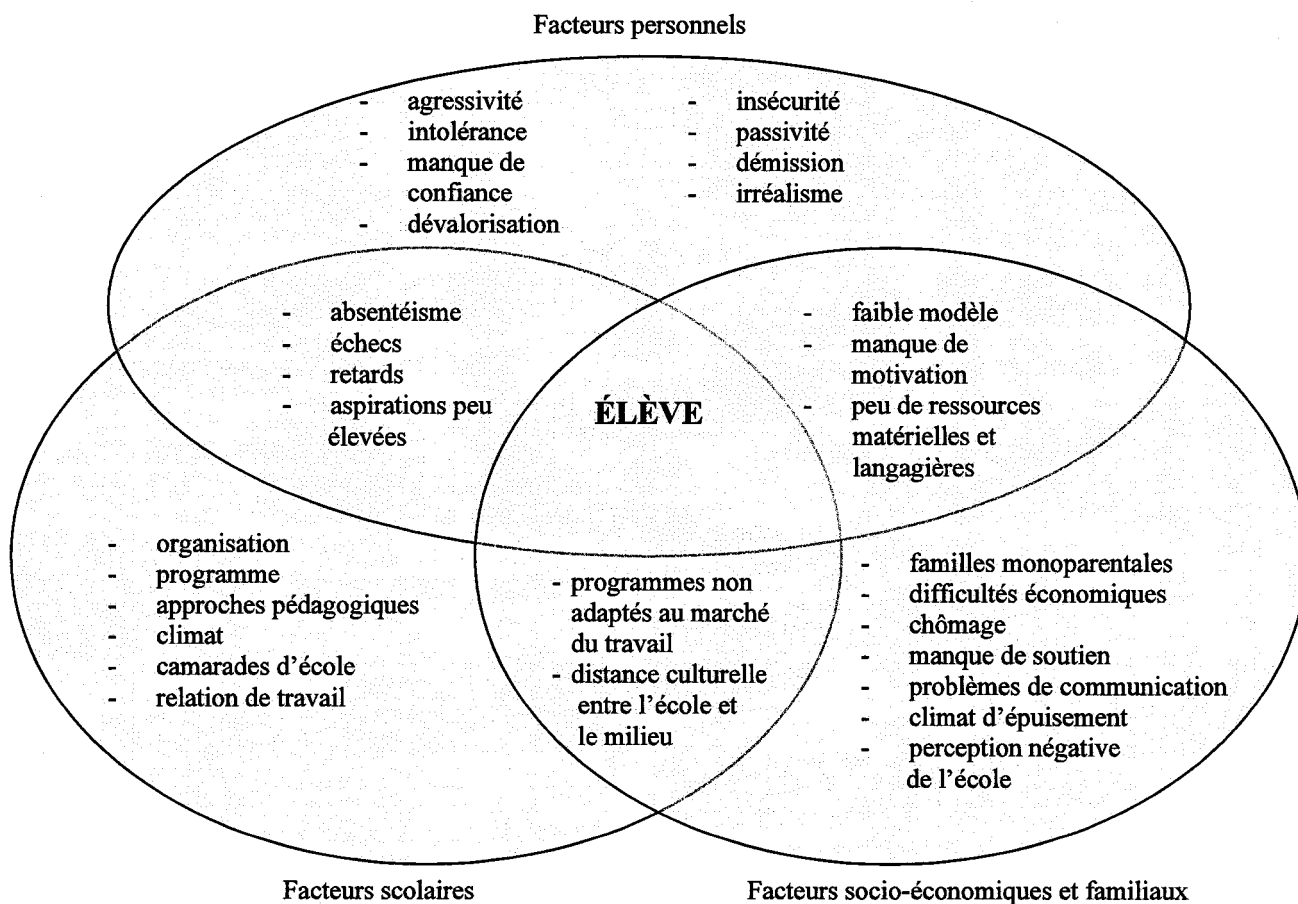 Facteurs personnels
- agressivité
- intolérance
- manque de
confiance
- dévalorisation
- insécurité
- passivité
- démission
- irréalisme
- absentéisme
- échecs
- retards
- aspirations peu
élevées
ÉLÈVE
- faible modèle
- manque de
motivation
- peu de ressources
matérielles et
langagières
- organisation
- programme
- approches pédagogiques
- climat
- camarades d'école
- relation de travail
- programmes non
adaptés au marché
du travail
- distance culturelle
entre l'école et
le milieu
- familles monoparentales
- difficultés économiques
- chômage
- manque de soutien
- problèmes de communication
- climat d'épuisement
- perception négative
de l'école
Facteurs scolaires
Facteurs socio-économiques et familiaux